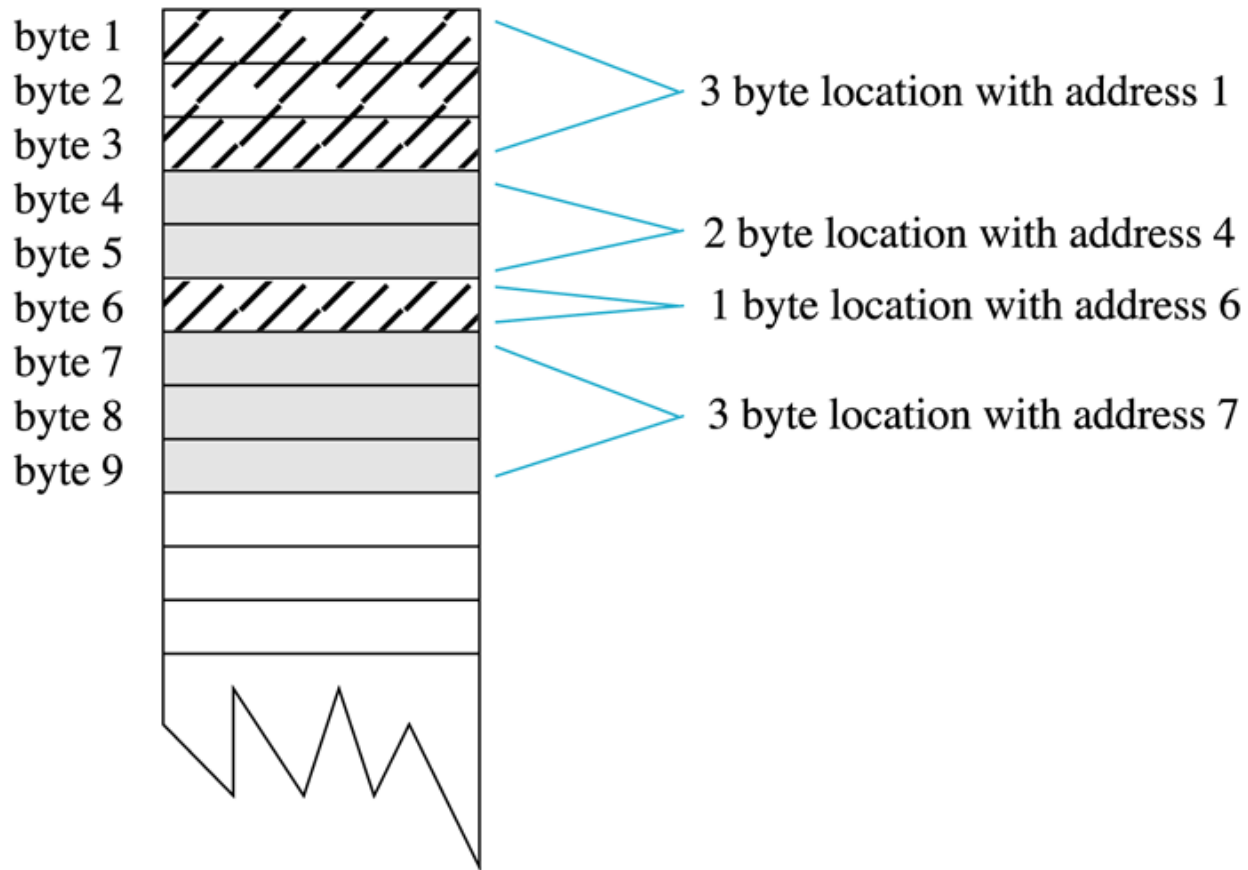 byte 1
byte 2
byte 3
byte 4
byte 5
byte 6
byte 7
byte 8
byte 9
3 byte location with address 1
2 byte location with address 4
1 byte location with address 6
3 byte location with address 7